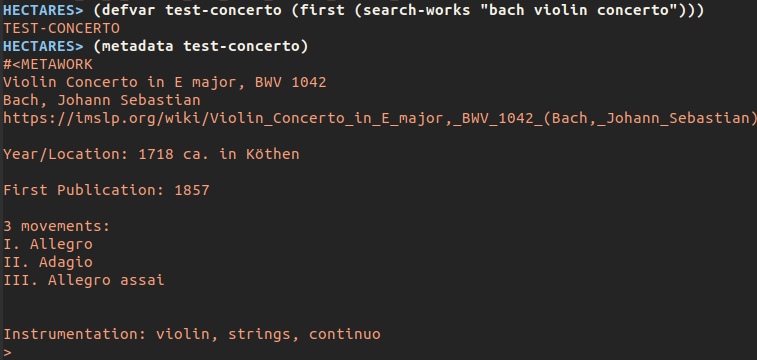 HECTARES> (defvar test-concerto (first (search-works "bach violin concerto")))
TEST-CONCERTO
HECTARES> (metadata test-concerto)
#<METAWORK
Violin Concerto in E major, BWV 1042
Bach, Johann Sebastian
https://imslp.org/wiki/Violin_Concerto_in_E_major,_BWV_1042_(Bach,_Johann_Sebastian)
Year/Location: 1718 ca. in Köthen
First Publication: 1857
3 movements:
I. Allegro
II. Adagio
III. Allegro assai
Instrumentation: violin, strings, continuo
>